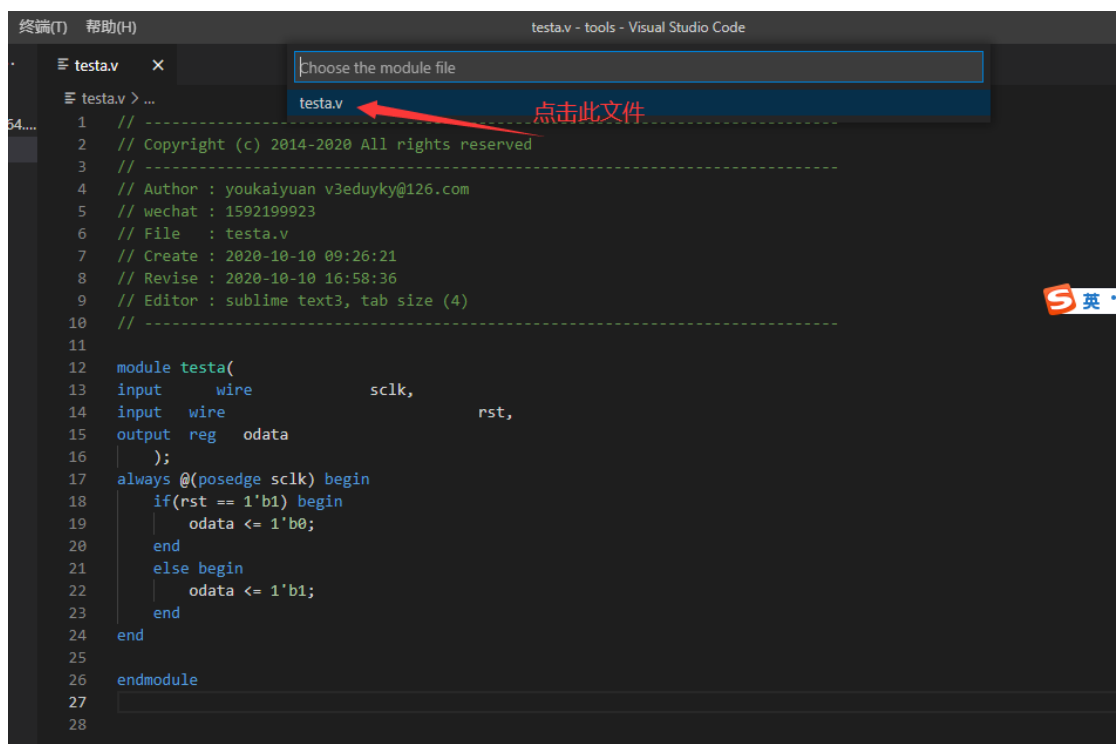 终端(T) 帮助(H) testa.v - tools - Visual Studio Code
testa.v ×
Choose the module file
testa.v > ...
testa.v
点击此文件
64....
1 // -----------------------------------------------------------------------------
2 // Copyright (c) 2014-2020 All rights reserved
3 // -----------------------------------------------------------------------------
4 // Author : youkaiyuan v3eduyky@126.com
5 // wechat : 1592199923
6 // File   : testa.v
7 // Create : 2020-10-10 09:26:21
8 // Revise : 2020-10-10 16:58:36
9 // Editor : sublime text3, tab size (4)
10 // -----------------------------------------------------------------------------
英
11
12 module testa(
13 input      wire             sclk,
14 input   wire                            rst,
15 output  reg   odata
16     );
17 always @(posedge sclk) begin
18     if(rst == 1'b1) begin
19         odata <= 1'b0;
20     end
21     else begin
22         odata <= 1'b1;
23     end
24 end
25
26 endmodule
27
28